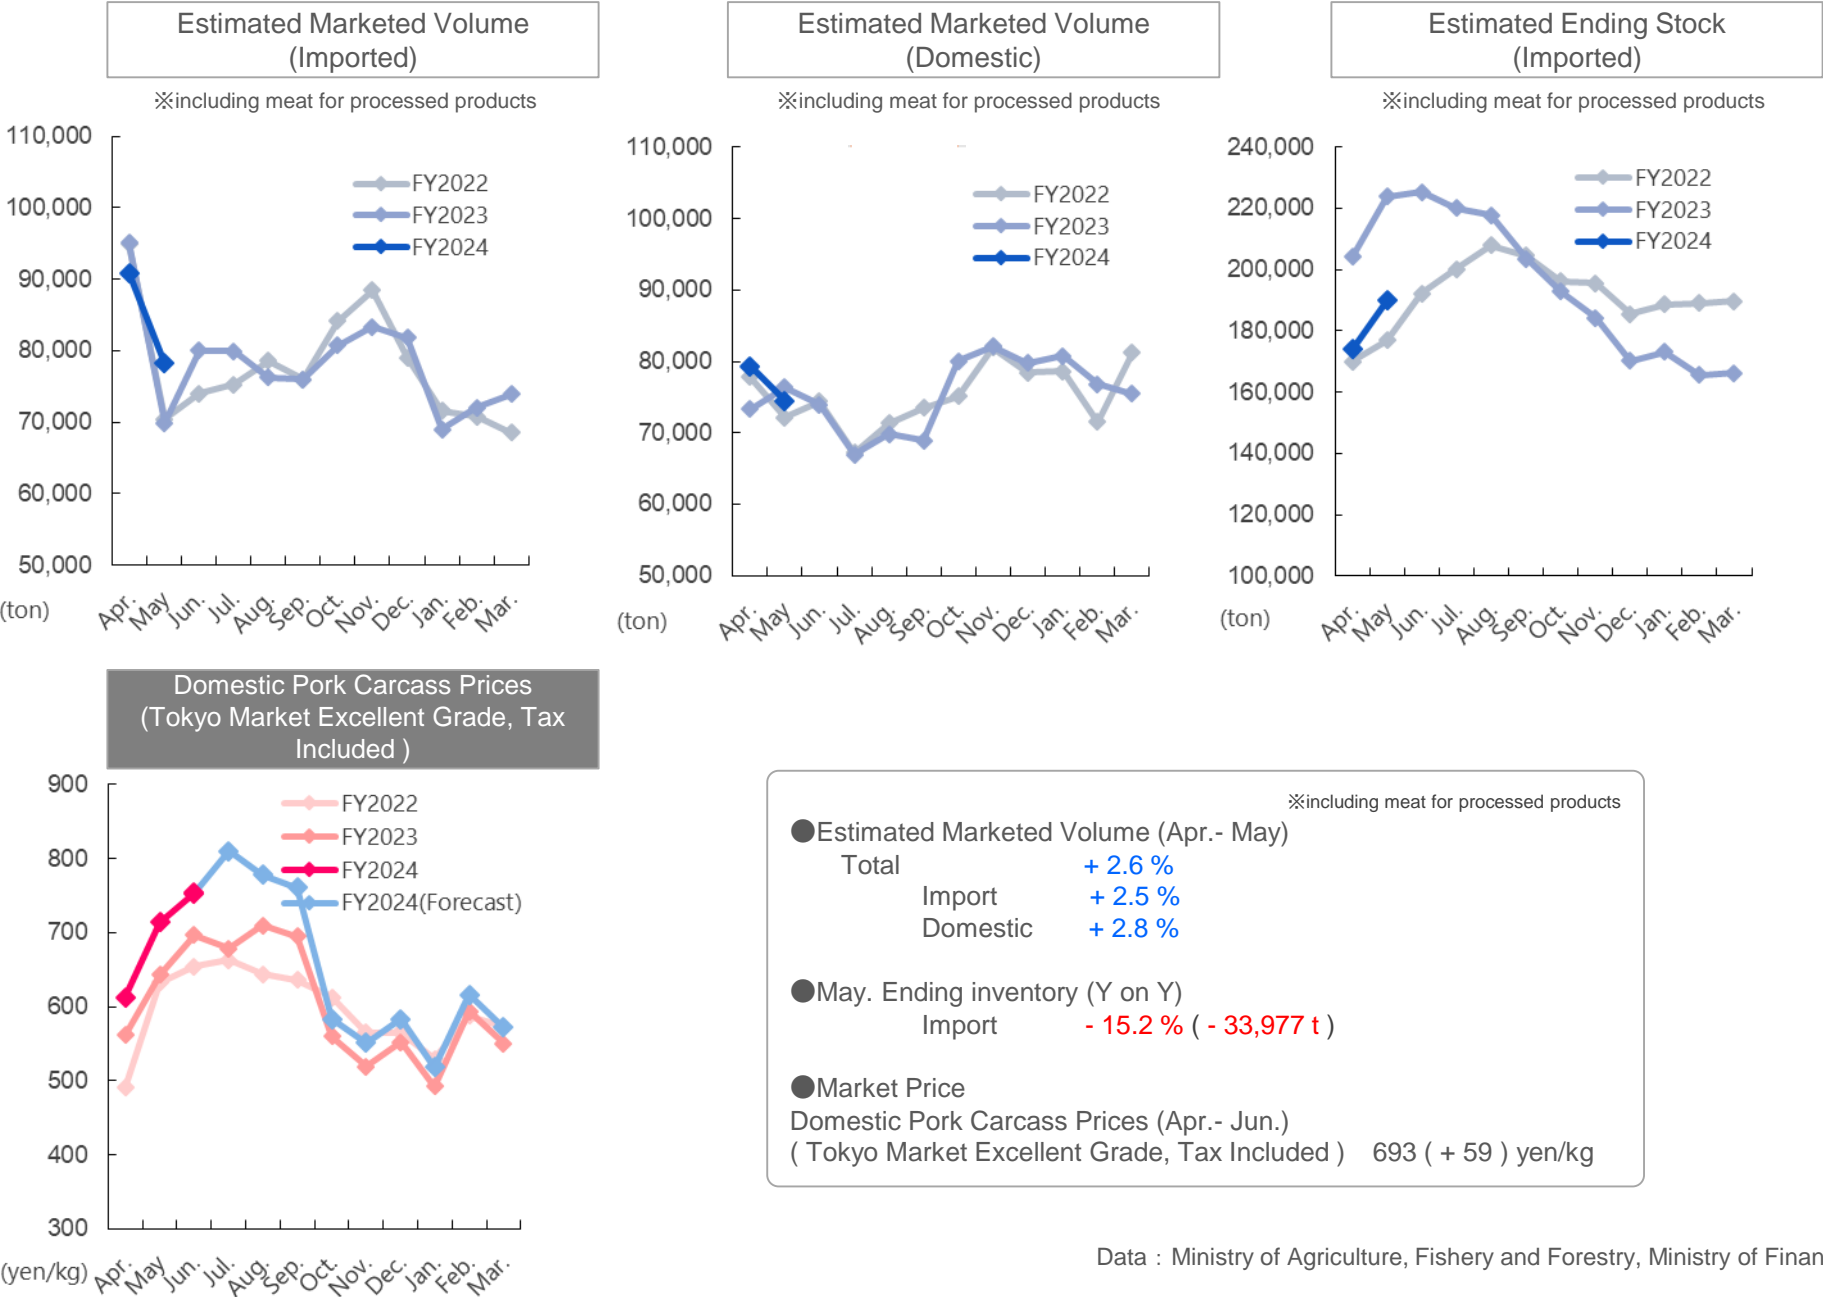 Estimated Marketed Volume
(Imported)
※including meat for processed products
110,000
100,000
90,000
80,000
70,000
60,000
50,000
(ton)
FY2022
FY2023
FY2024
Apr.
May
Jun.
Jul.
Aug.
Sep.
Oct.
Nov.
Dec.
Jan.
Feb.
Mar.
Estimated Marketed Volume
(Domestic)
※including meat for processed products
110,000
100,000
90,000
80,000
70,000
60,000
50,000
(ton)
FY2022
FY2023
FY2024
Apr.
May
Jun.
Jul.
Aug.
Sep.
Oct.
Nov.
Dec.
Jan.
Feb.
Mar.
Estimated Ending Stock
(Imported)
※including meat for processed products
240,000
220,000
200,000
180,000
160,000
140,000
120,000
100,000
(ton)
FY2022
FY2023
FY2024
Apr.
May
Jun.
Jul.
Aug.
Sep.
Oct.
Nov.
Dec.
Jan.
Feb.
Mar.
Domestic Pork Carcass Prices
(Tokyo Market Excellent Grade, Tax
Included )
900
800
700
600
500
400
300
(yen/kg)
FY2022
FY2023
FY2024
FY2024(Forecast)
Apr.
May
Jun.
Jul.
Aug.
Sep.
Oct.
Nov.
Dec.
Jan.
Feb.
Mar.
※including meat for processed products
●Estimated Marketed Volume (Apr.- May)
Total + 2.6 %
Import + 2.5 %
Domestic + 2.8 %
●May. Ending inventory (Y on Y)
Import - 15.2 % ( - 33,977 t )
●Market Price
Domestic Pork Carcass Prices (Apr.- Jun.)
( Tokyo Market Excellent Grade, Tax Included ) 693 ( + 59 ) yen/kg
Data : Ministry of Agriculture, Fishery and Forestry, Ministry of Finan